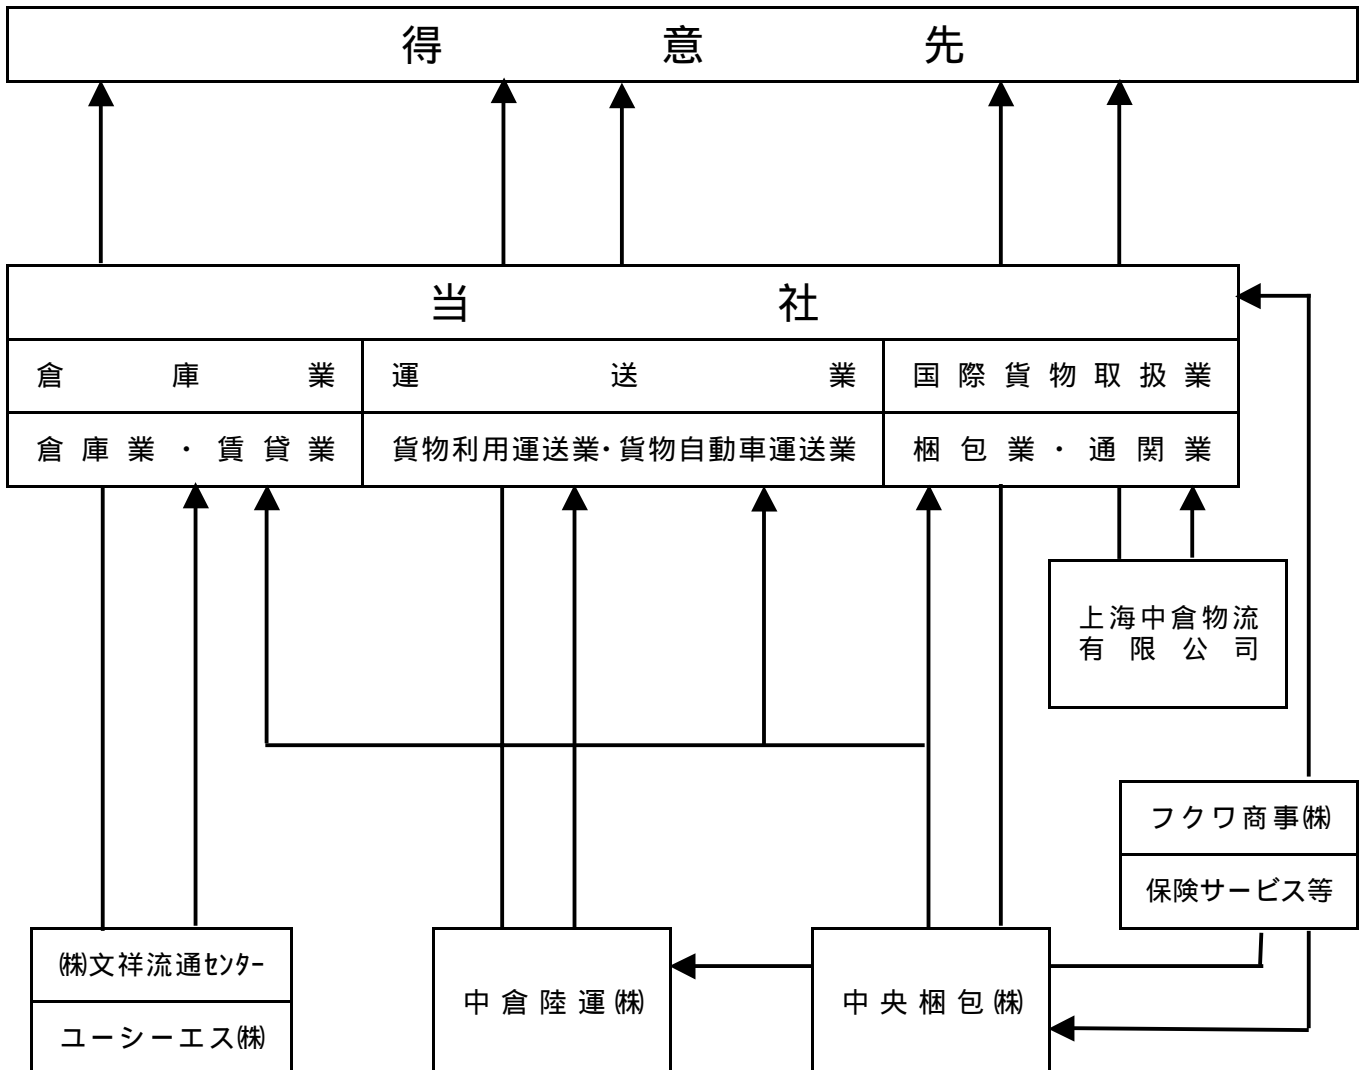 得意先
当社
倉庫業 運送業 国際貨物取扱業
倉庫業・賃貸業 貨物利用運送業・貨物自動車運送業 梱包業・通関業
上海中倉物流
有限公司
フクワ商事㈱
保険サービス等
㈱文祥流通ｾﾝﾀｰ
ユーシーエス㈱
中倉陸運㈱
中央梱包㈱